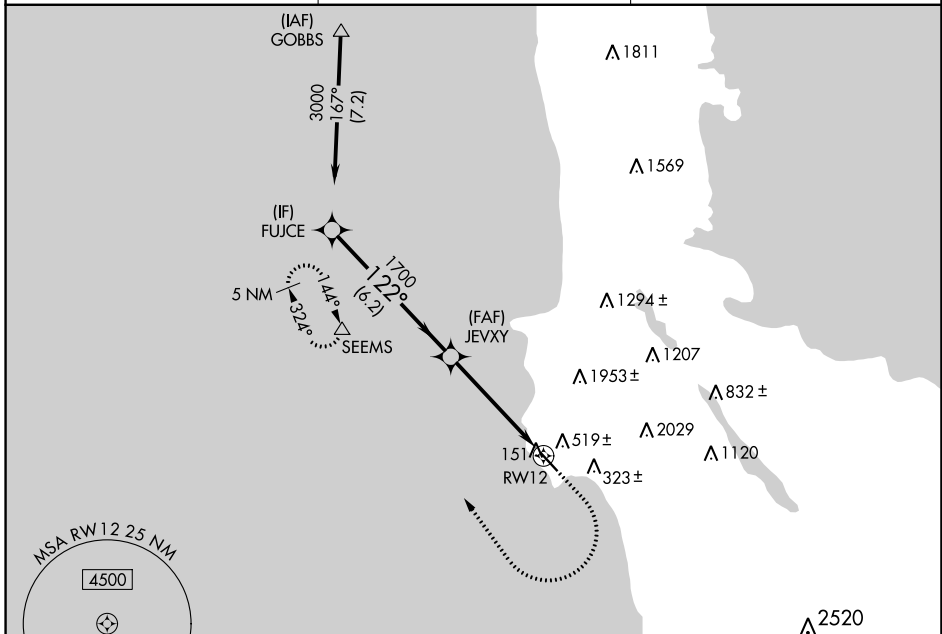 (IAF)
GOBBS
1811
3000
167°
(7.2)
1569
(IF)
FUJCE
1700
122°
(6.2)
5 NM
144°
324°
SEEMS
1294 ±
(FAF)
JEVXY
1207
1953 ±
832 ±
2029
519 ±
151
1120
RW12
323 ±
MSA RW12 25 NM
4500
2520